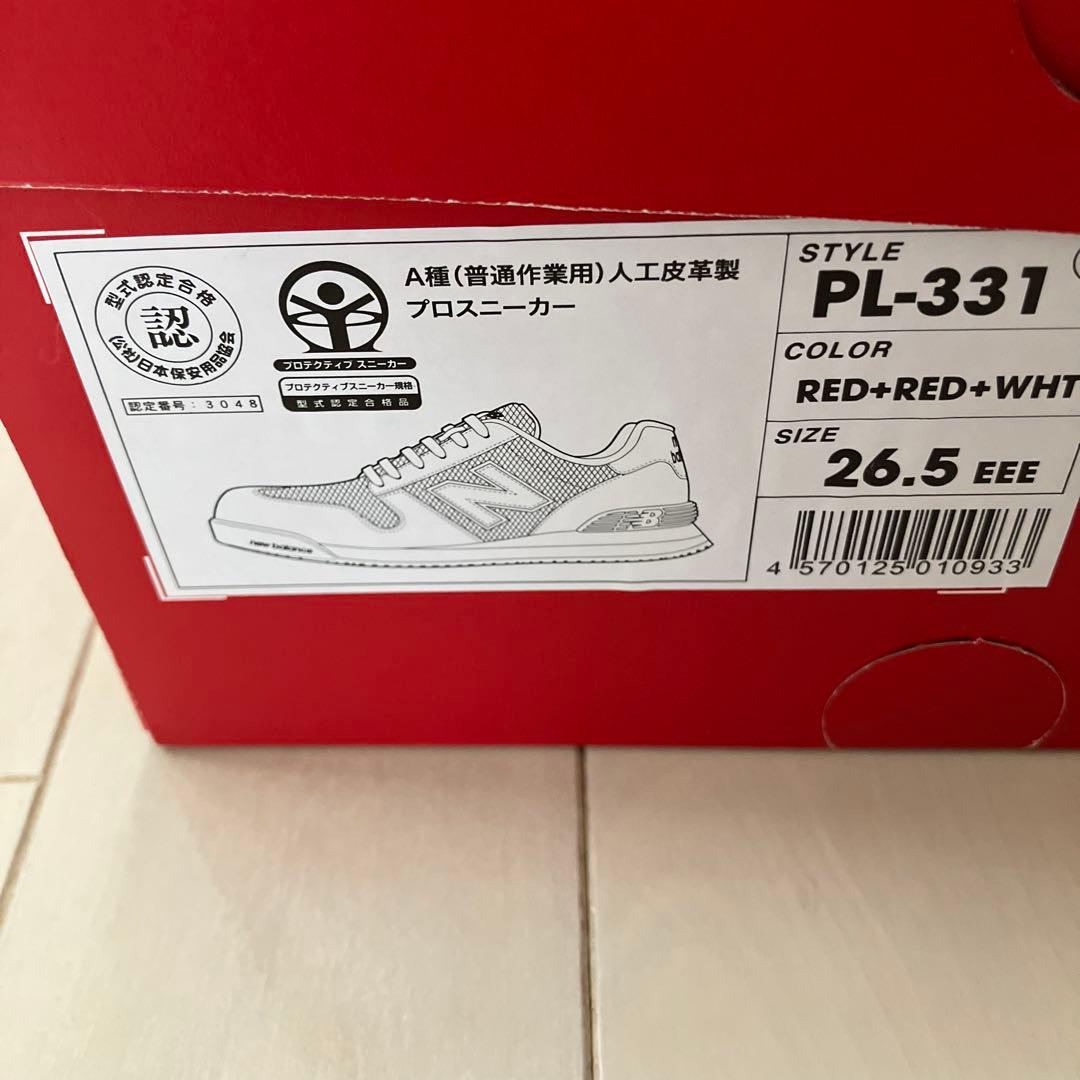 型式認定合格
認
(公社)日本保安用品協会
認定番号：3048
プロテクティブ スニーカー
プロテクティブスニーカー規格
型式認定合格品
A種(普通作業用)人工皮革製
プロスニーカー
new balance
NB
STYLE
PL-331
COLOR
RED+RED+WHT
SIZE
26.5 EEE
4 570125 010933